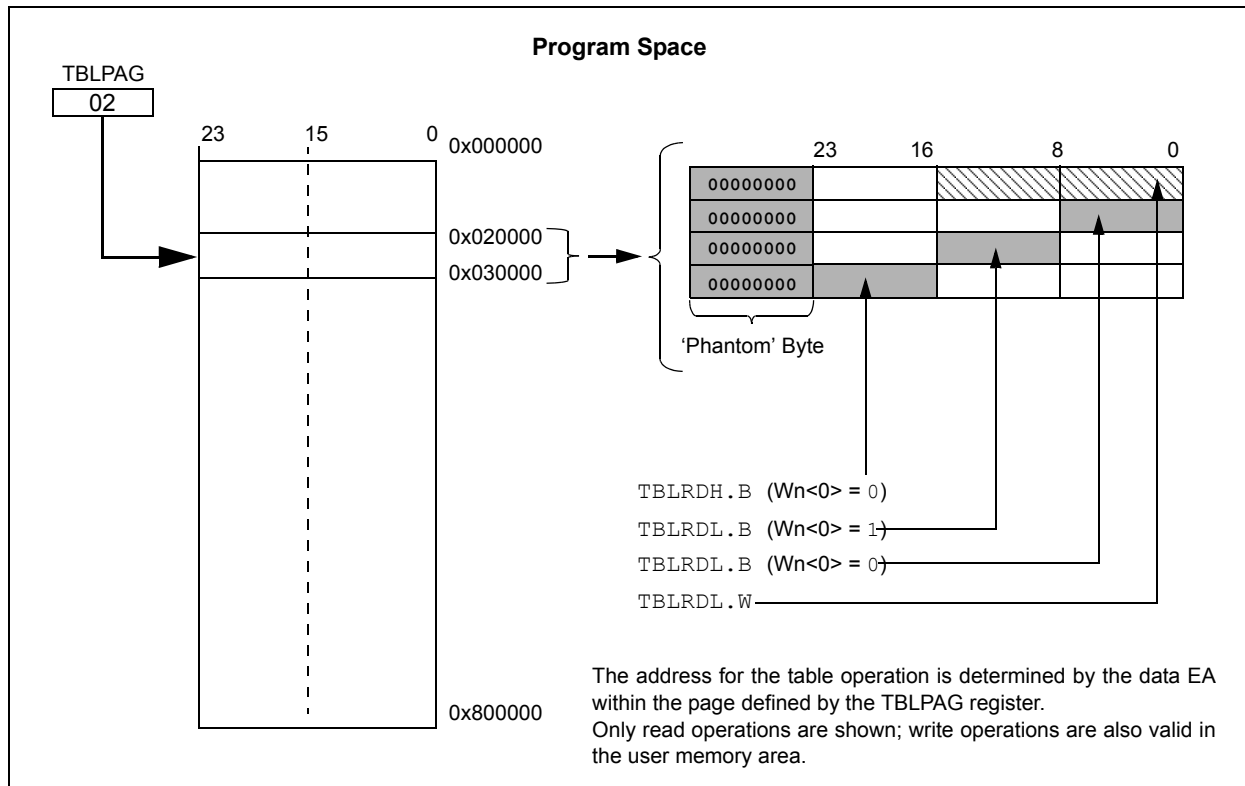 Program Space
TBLPAG
02
23 15 0
0x000000
0x020000
0x030000
0x800000
23 16 8 0
00000000
00000000
00000000
00000000
‘Phantom’ Byte
TBLRDH.B (Wn<0> = 0)
TBLRDL.B (Wn<0> = 1)
TBLRDL.B (Wn<0> = 0)
TBLRDL.W
The address for the table operation is determined by the data EA
within the page defined by the TBLPAG register.
Only read operations are shown; write operations are also valid in
the user memory area.